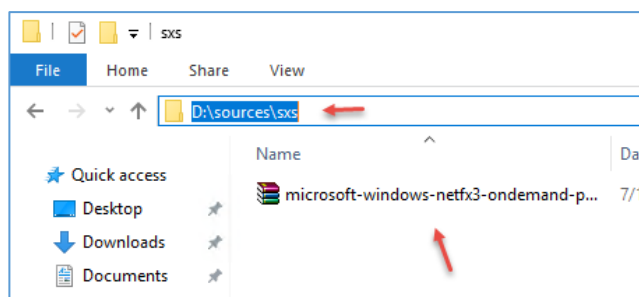 sxs
File Home Share View
D:\sources\sxs
Name Da
Quick access
microsoft-windows-netfx3-ondemand-p... 7/1
Desktop
Downloads
Documents